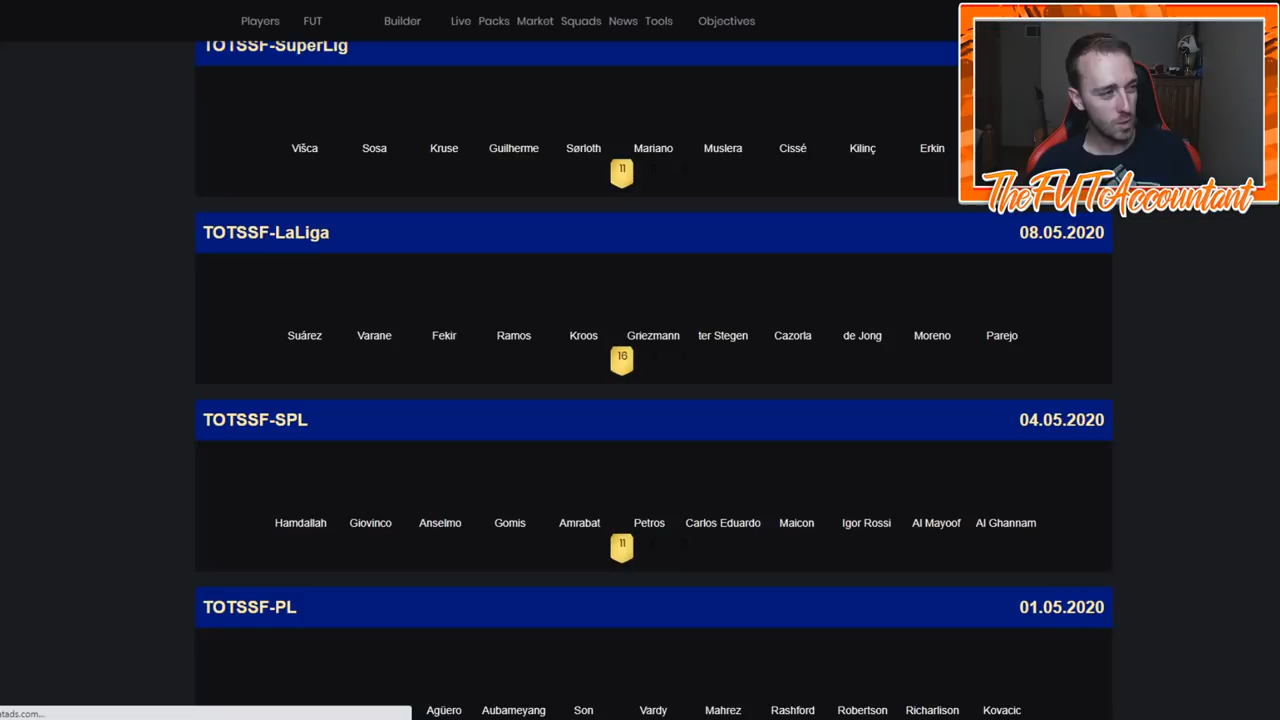 Players FUT Builder Live Packs Market Squads News Tools Objectives
TOTSSF-SuperLig
Višca Sosa Kruse Guilherme Sørloth Mariano Muslera Cissé Kilinç Erkin
11
TheFUTAccountant
TOTSSF-LaLiga 08.05.2020
Suárez Varane Fekir Ramos Kroos Griezmann ter Stegen Cazorla de Jong Moreno Parejo
16
TOTSSF-SPL 04.05.2020
Hamdallah Giovinco Anselmo Gomis Amrabat Petros Carlos Eduardo Maicon Igor Rossi Al Mayoof Al Ghannam
11
TOTSSF-PL 01.05.2020
Agüero Aubameyang Son Vardy Mahrez Rashford Robertson Richarlison Kovacic